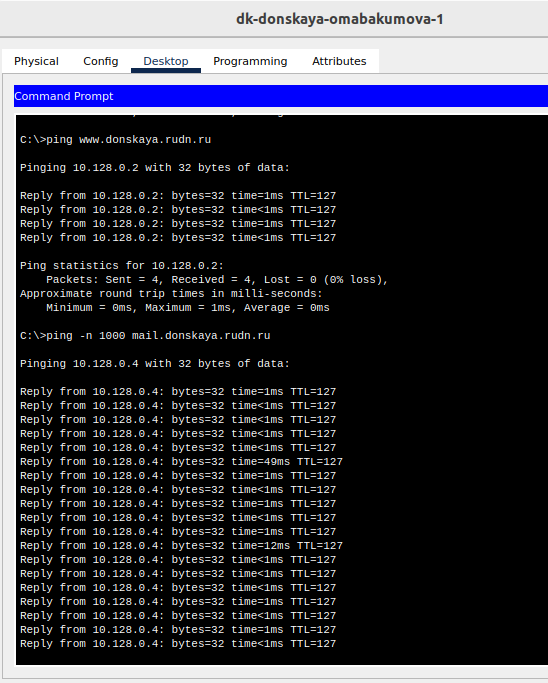 dk-donskaya-omabakumova-1
Physical Config Desktop Programming Attributes
Command Prompt
C:\>ping www.donskaya.rudn.ru
Pinging 10.128.0.2 with 32 bytes of data:
Reply from 10.128.0.2: bytes=32 time=1ms TTL=127
Reply from 10.128.0.2: bytes=32 time<1ms TTL=127
Reply from 10.128.0.2: bytes=32 time=1ms TTL=127
Reply from 10.128.0.2: bytes=32 time<1ms TTL=127
Ping statistics for 10.128.0.2:
    Packets: Sent = 4, Received = 4, Lost = 0 (0% loss),
Approximate round trip times in milli-seconds:
    Minimum = 0ms, Maximum = 1ms, Average = 0ms
C:\>ping -n 1000 mail.donskaya.rudn.ru
Pinging 10.128.0.4 with 32 bytes of data:
Reply from 10.128.0.4: bytes=32 time=1ms TTL=127
Reply from 10.128.0.4: bytes=32 time<1ms TTL=127
Reply from 10.128.0.4: bytes=32 time<1ms TTL=127
Reply from 10.128.0.4: bytes=32 time<1ms TTL=127
Reply from 10.128.0.4: bytes=32 time<1ms TTL=127
Reply from 10.128.0.4: bytes=32 time=49ms TTL=127
Reply from 10.128.0.4: bytes=32 time=1ms TTL=127
Reply from 10.128.0.4: bytes=32 time<1ms TTL=127
Reply from 10.128.0.4: bytes=32 time<1ms TTL=127
Reply from 10.128.0.4: bytes=32 time=1ms TTL=127
Reply from 10.128.0.4: bytes=32 time=12ms TTL=127
Reply from 10.128.0.4: bytes=32 time<1ms TTL=127
Reply from 10.128.0.4: bytes=32 time<1ms TTL=127
Reply from 10.128.0.4: bytes=32 time=1ms TTL=127
Reply from 10.128.0.4: bytes=32 time<1ms TTL=127
Reply from 10.128.0.4: bytes=32 time<1ms TTL=127
Reply from 10.128.0.4: bytes=32 time=1ms TTL=127
Reply from 10.128.0.4: bytes=32 time<1ms TTL=127
Reply from 10.128.0.4: bytes=32 time<1ms TTL=127